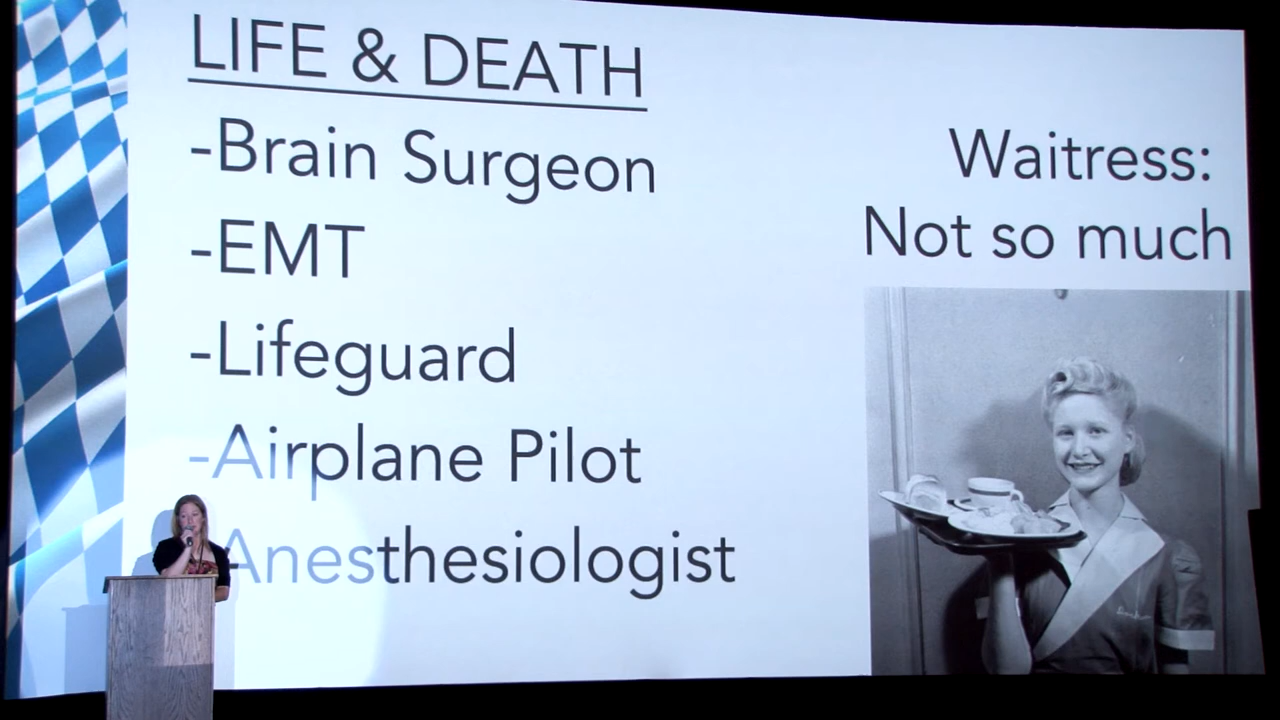 LIFE & DEATH
-Brain Surgeon
-EMT
-Lifeguard
-Airplane Pilot
Anesthesiologist
Waitress:
Not so much